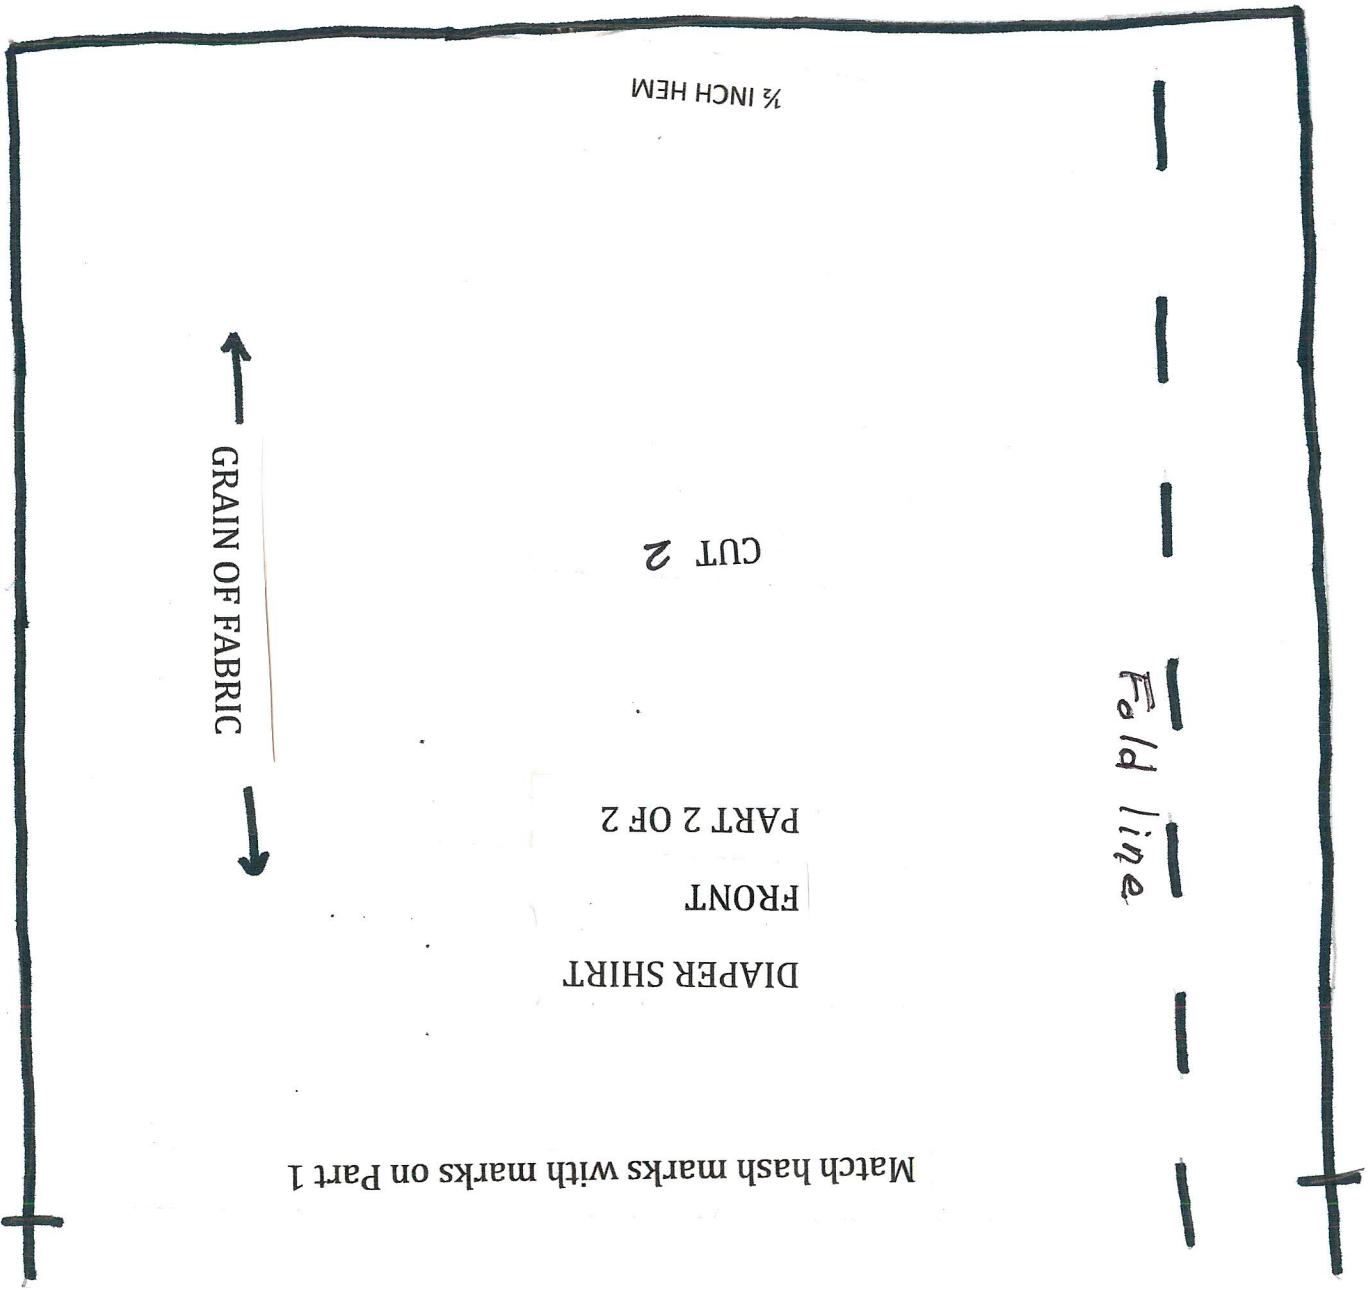 Match hash marks with marks on Part 1
DIAPER SHIRT
FRONT
PART 2 OF 2
Fold line
CUT 2
GRAIN OF FABRIC
½ INCH HEM